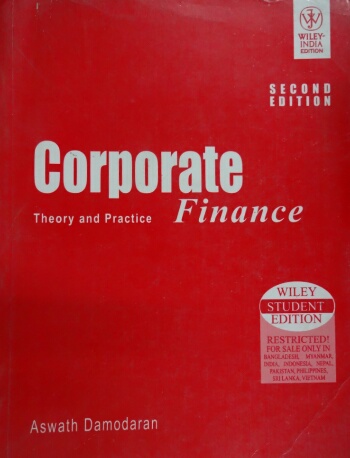 WILEY-
INDIA
EDITION
SECOND
EDITION
Corporate
Theory and Practice Finance
WILEY
STUDENT
EDITION
RESTRICTED!
FOR SALE ONLY IN
BANGLADESH, MYANMAR,
INDIA, INDONESIA, NEPAL,
PAKISTAN, PHILIPPINES,
SRI LANKA, VIETNAM
Aswath Damodaran